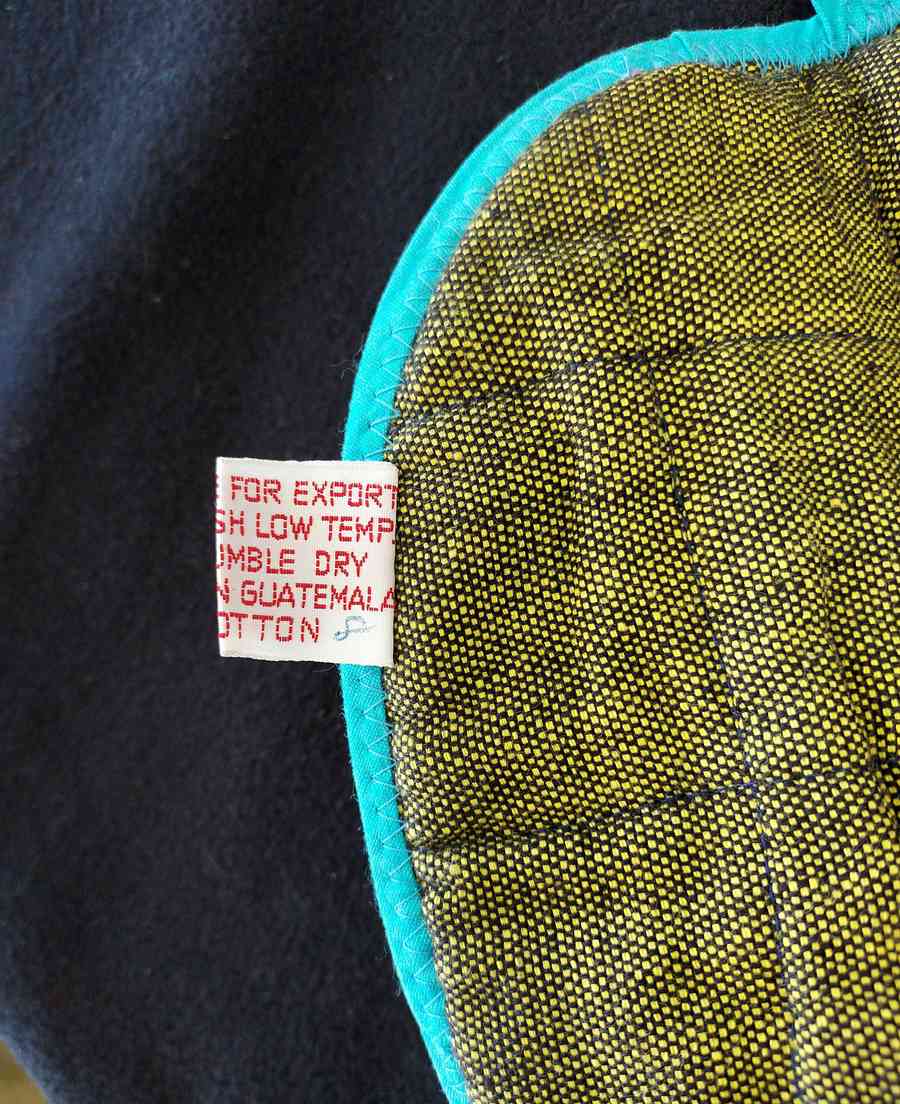 FOR EXPORT
SH LOW TEMP.
UMBLE DRY
N GUATEMALA
OTTON